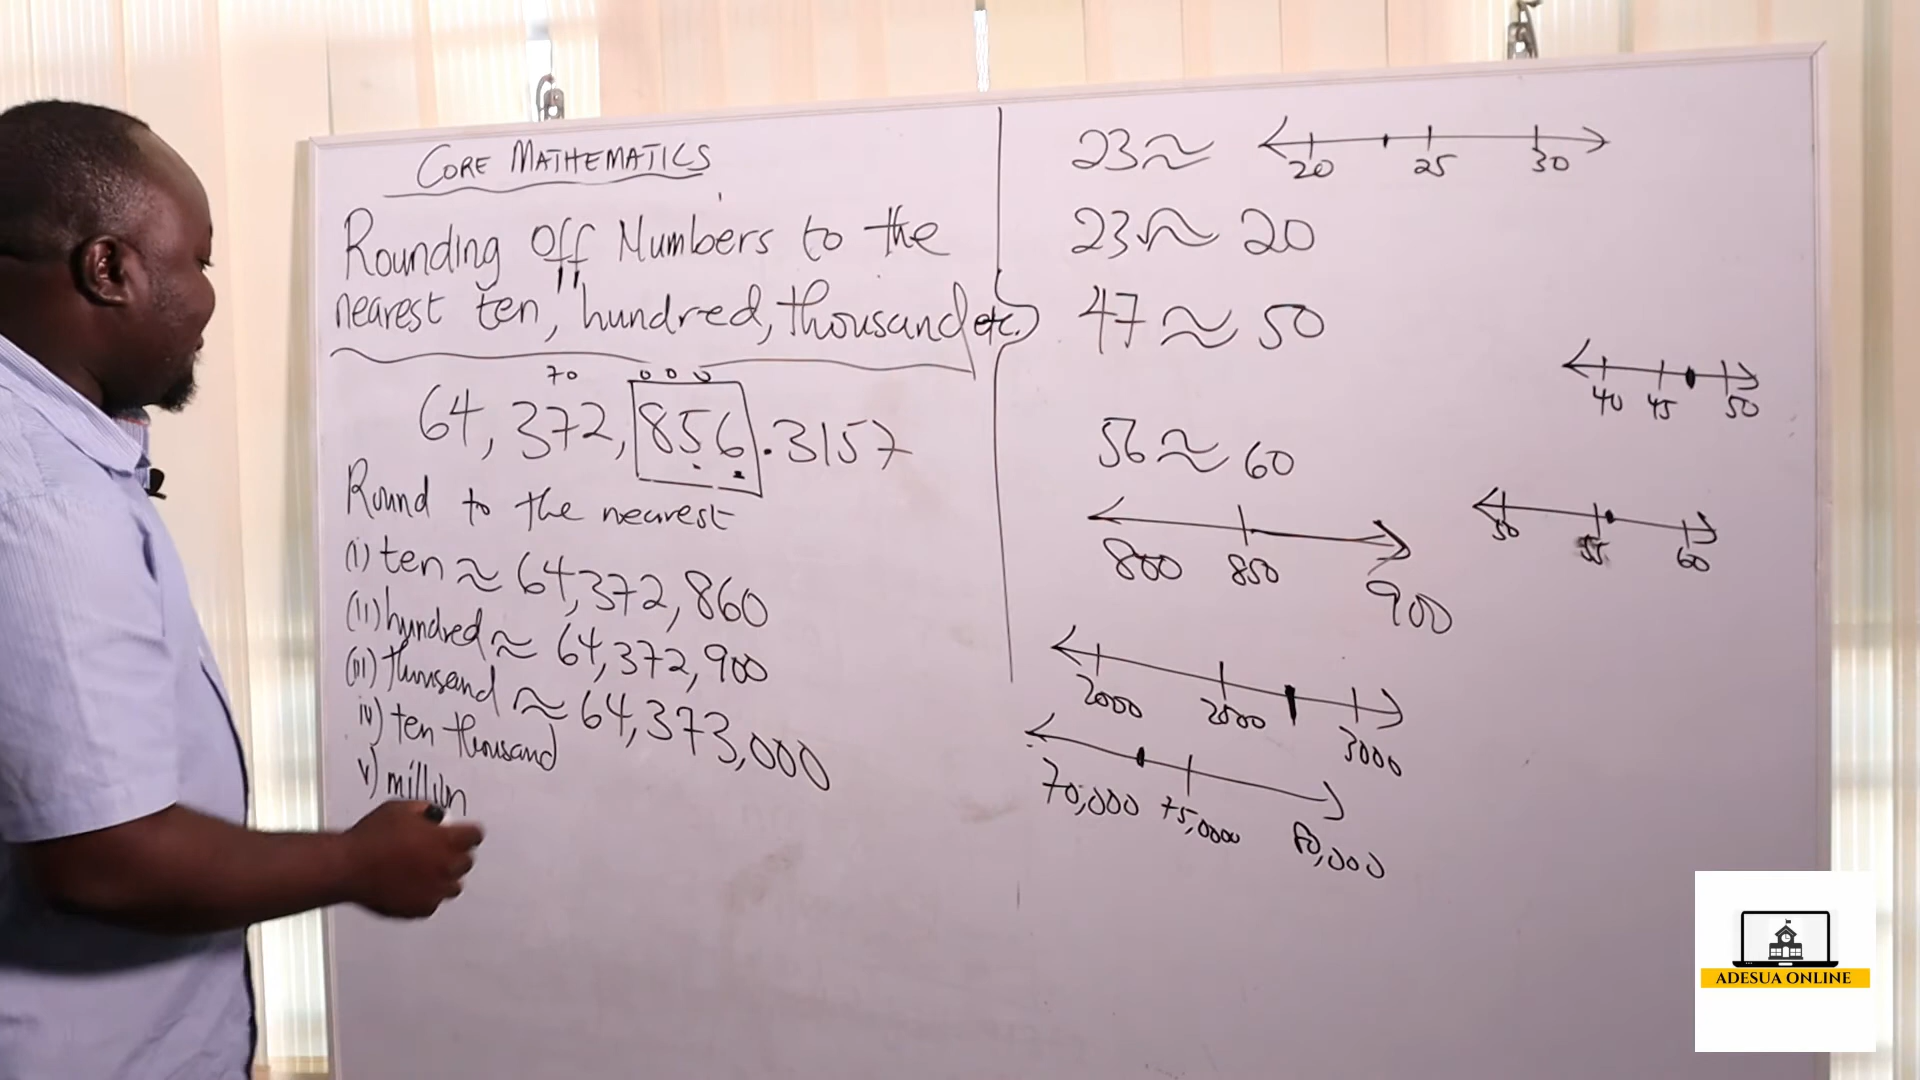 CORE MATHEMATICS
Rounding Off Numbers to the
nearest ten, hundred, thousand etc.)
70 000
64,372,856.3157
Round to the nearest
(i) ten ≈ 64,372,860
(ii) hundred ≈ 64,372,900
(iii) thousand ≈ 64,373,000
iv) ten thousand
v) million
23≈
20 25 30
23≈ 20
47≈ 50
40 45 50
56≈ 60
50 55 60
800 850 900
2000 2500 3000
70,000 75,0000 80,000
ADESUA ONLINE